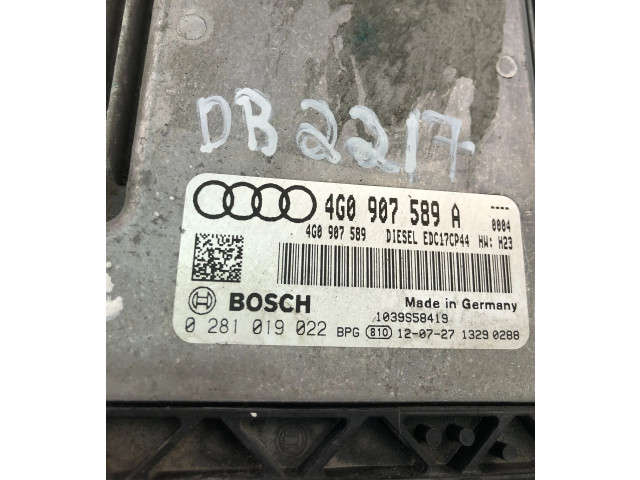 DB 2217
4G0 907 589 A ----
0004
4G0 907 589 DIESEL EDC17CP44 HW: H23
BOSCH
Made in Germany
1039S58419
0 281 019 022 BPG 810 12-07-27 1329 0288